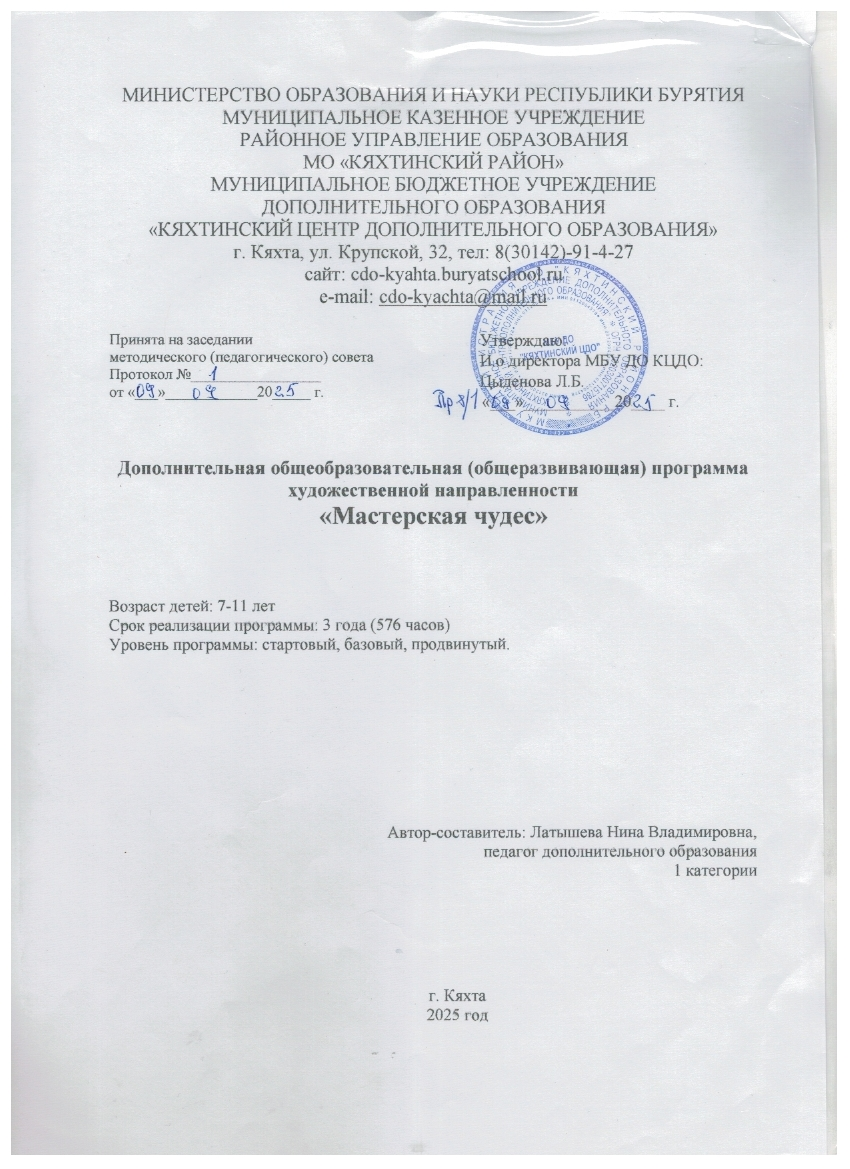 МИНИСТЕРСТВО ОБРАЗОВАНИЯ И НАУКИ РЕСПУБЛИКИ БУРЯТИЯ
МУНИЦИПАЛЬНОЕ КАЗЕННОЕ УЧРЕЖДЕНИЕ
РАЙОННОЕ УПРАВЛЕНИЕ ОБРАЗОВАНИЯ
МО «КЯХТИНСКИЙ РАЙОН»
МУНИЦИПАЛЬНОЕ БЮДЖЕТНОЕ УЧРЕЖДЕНИЕ
ДОПОЛНИТЕЛЬНОГО ОБРАЗОВАНИЯ
«КЯХТИНСКИЙ ЦЕНТР ДОПОЛНИТЕЛЬНОГО ОБРАЗОВАНИЯ»
г. Кяхта, ул. Крупской, 32, тел: 8(30142)-91-4-27
сайт: cdo-kyahta.buryatschool.ru
e-mail: cdo-kyachta@mail.ru
Принята на заседании
методического (педагогического) совета
Протокол № 1
от «09» 09 2025 г.
Утверждаю:
И.о директора МБУ ДО КЦДО:
Цыденова Л.Б.
«09» 09 2025 г.
"КЯХТИНСКИЙ ЦДО"
Дополнительная общеобразовательная (общеразвивающая) программа
художественной направленности
«Мастерская чудес»
Возраст детей: 7-11 лет
Срок реализации программы: 3 года (576 часов)
Уровень программы: стартовый, базовый, продвинутый.
Автор-составитель: Латышева Нина Владимировна,
педагог дополнительного образования
1 категории
г. Кяхта
2025 год